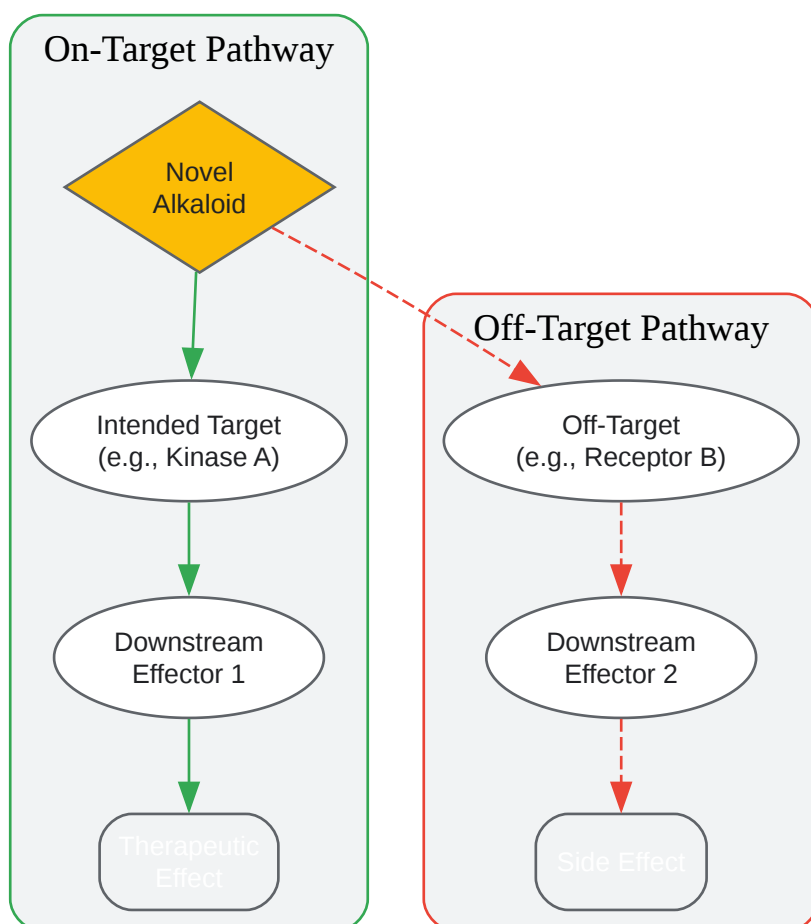 On-Target Pathway
Novel
Alkaloid
Intended Target
(e.g., Kinase A)
Downstream
Effector 1
Therapeutic
Effect
Off-Target Pathway
Off-Target
(e.g., Receptor B)
Downstream
Effector 2
Side Effect